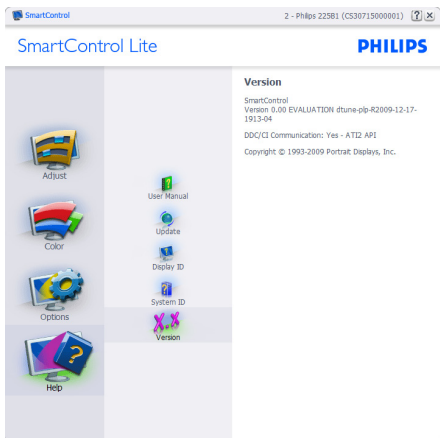 SmartControl
2 - Philips 225B1 (CS30715000001)
SmartControl Lite
PHILIPS
Adjust
Color
Options
Help
User Manual
Update
Display ID
System ID
X.X
Version
Version
SmartControl
Version 0.00 EVALUATION dtune-plp-R2009-12-17-
1913-04
DDC/CI Communication: Yes - ATI2 API
Copyright © 1993-2009 Portrait Displays, Inc.